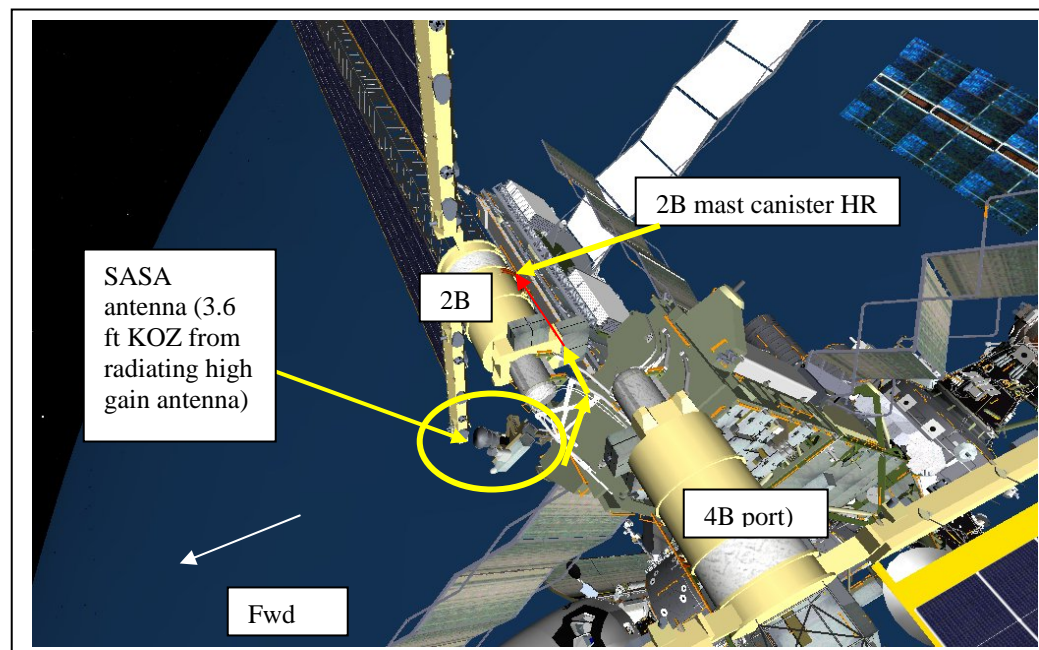 2B mast canister HR
SASA
antenna (3.6
ft KOZ from
radiating high
gain antenna)
2B
4B port)
Fwd